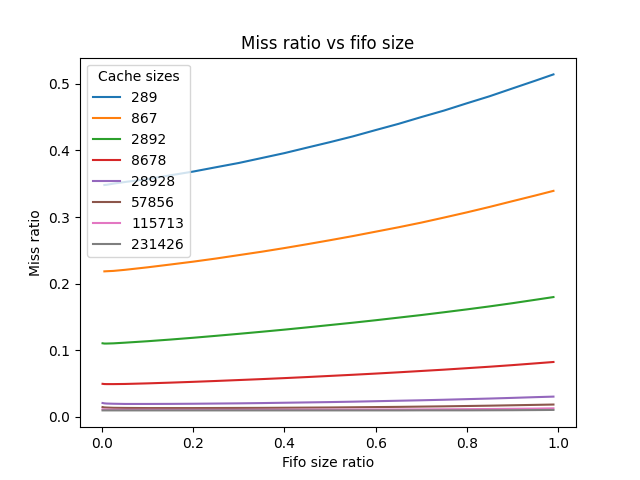 Miss ratio vs fifo size
Cache sizes
289
867
2892
8678
28928
57856
115713
231426
0.5
0.4
0.3
0.2
0.1
0.0
Miss ratio
0.0 0.2 0.4 0.6 0.8 1.0
Fifo size ratio